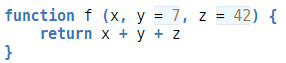 function f (x, y = 7, z = 42) {
    return x + y + z
}